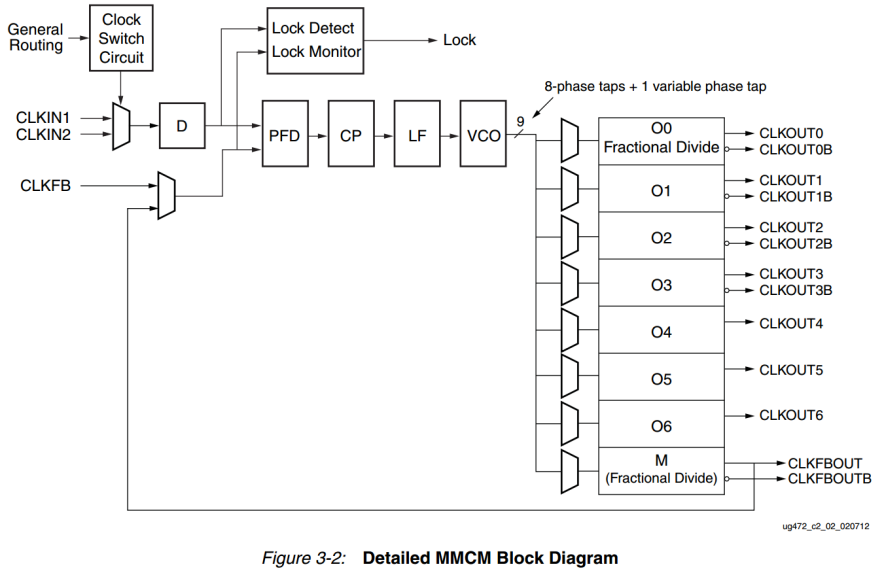 General
Routing
Clock
Switch
Circuit
Lock Detect
Lock Monitor
Lock
8-phase taps + 1 variable phase tap
CLKIN1
CLKIN2
D
PFD
CP
LF
VCO
9
CLKFB
O0
Fractional Divide
CLKOUT0
CLKOUT0B
O1
CLKOUT1
CLKOUT1B
O2
CLKOUT2
CLKOUT2B
O3
CLKOUT3
CLKOUT3B
O4
CLKOUT4
O5
CLKOUT5
O6
CLKOUT6
M
(Fractional Divide)
CLKFBOUT
CLKFBOUTB
ug472_c2_02_020712
Figure 3-2: Detailed MMCM Block Diagram